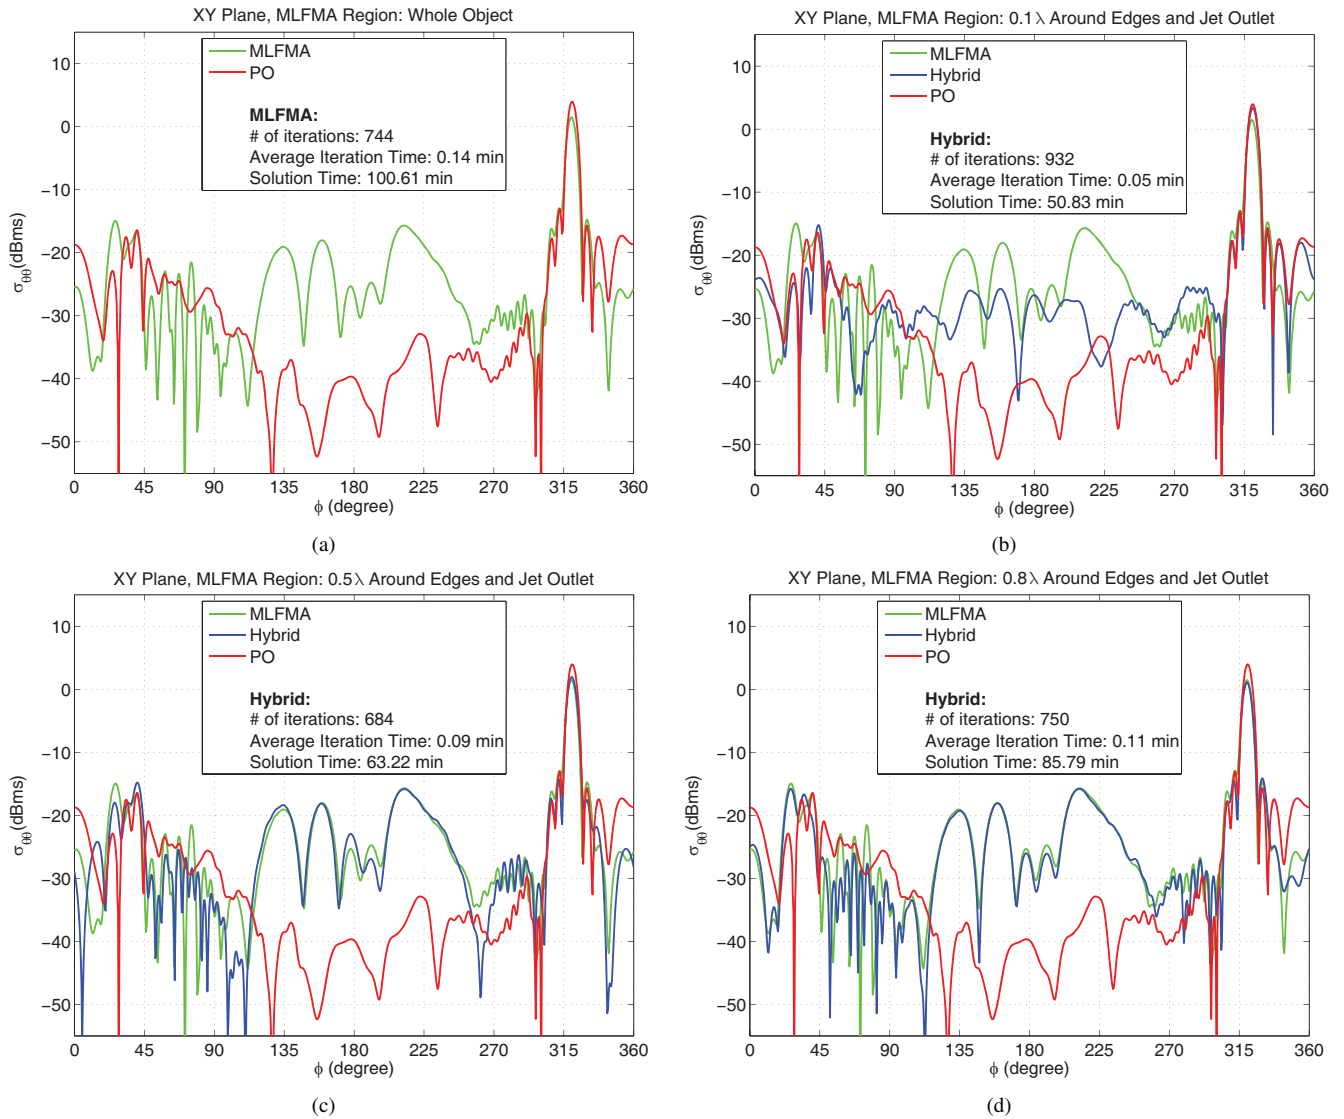 XY Plane, MLFMA Region: Whole Object
MLFMA
PO
MLFMA:
# of iterations: 744
Average Iteration Time: 0.14 min
Solution Time: 100.61 min
10
0
−10
−20
−30
−40
−50
σθθ(dBms)
0 45 90 135 180 225 270 315 360
ϕ (degree)
(a)
XY Plane, MLFMA Region: 0.1λ Around Edges and Jet Outlet
MLFMA
Hybrid
PO
Hybrid:
# of iterations: 932
Average Iteration Time: 0.05 min
Solution Time: 50.83 min
10
0
−10
−20
−30
−40
−50
σθθ(dBms)
0 45 90 135 180 225 270 315 360
ϕ (degree)
(b)
XY Plane, MLFMA Region: 0.5λ Around Edges and Jet Outlet
MLFMA
Hybrid
PO
Hybrid:
# of iterations: 684
Average Iteration Time: 0.09 min
Solution Time: 63.22 min
10
0
−10
−20
−30
−40
−50
σθθ(dBms)
0 45 90 135 180 225 270 315 360
ϕ (degree)
(c)
XY Plane, MLFMA Region: 0.8λ Around Edges and Jet Outlet
MLFMA
Hybrid
PO
Hybrid:
# of iterations: 750
Average Iteration Time: 0.11 min
Solution Time: 85.79 min
10
0
−10
−20
−30
−40
−50
σθθ(dBms)
0 45 90 135 180 225 270 315 360
ϕ (degree)
(d)